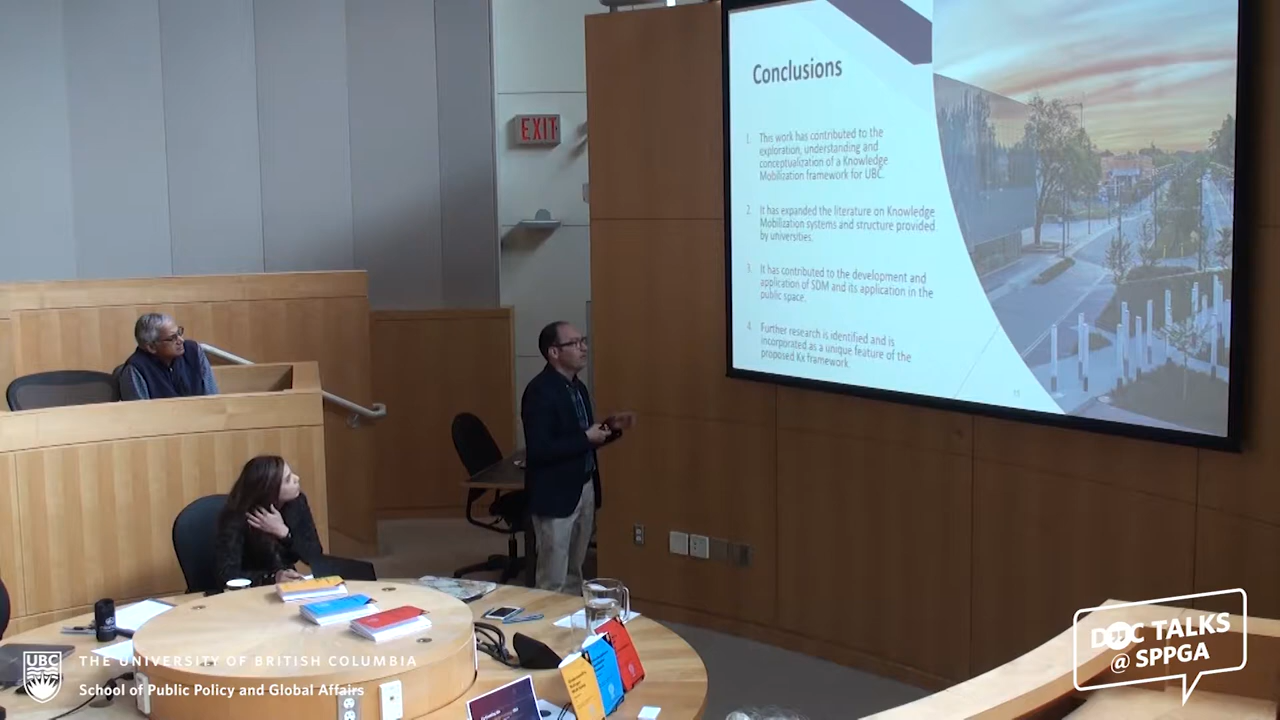 Conclusions
1. This work has contributed to the
exploration, understanding and
conceptualization of a Knowledge
Mobilization framework for UBC.
2. It has expanded the literature on Knowledge
Mobilization systems and structure provided
by universities.
3. It has contributed to the development and
application of SDM and its application in the
public space.
4. Further research is identified and is
incorporated as a unique feature of the
proposed Kx framework.
EXIT
UBC
THE UNIVERSITY OF BRITISH COLUMBIA
School of Public Policy and Global Affairs
DOC TALKS
@ SPPGA